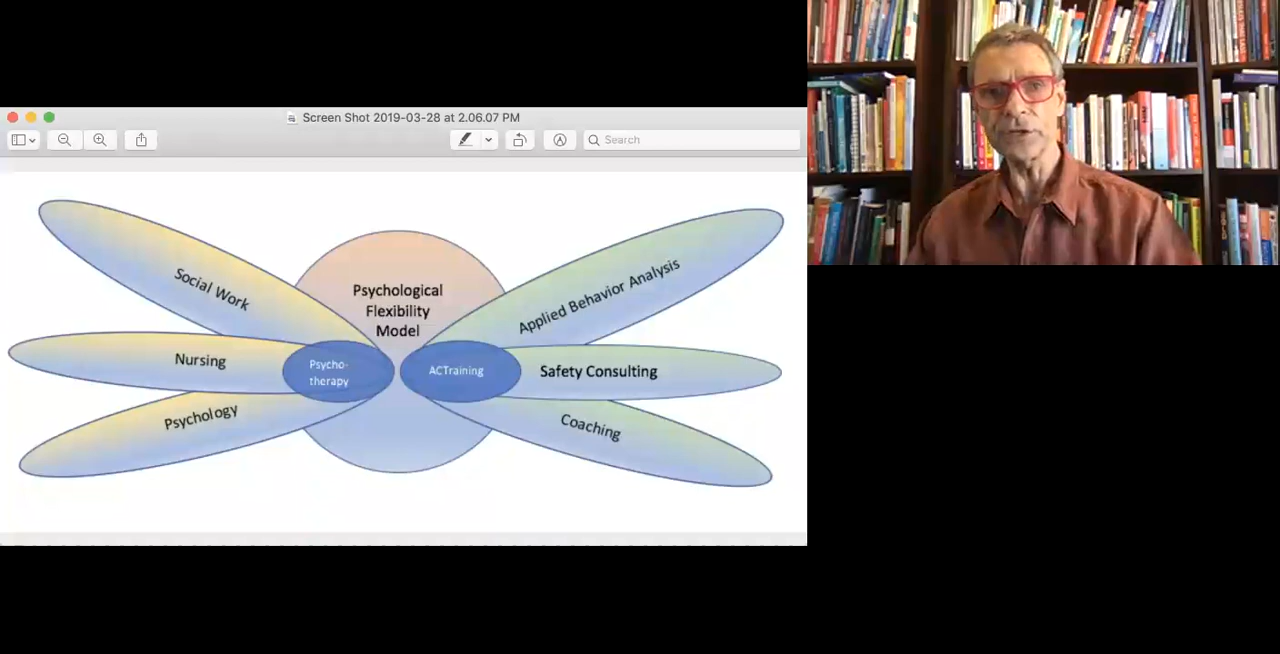 Screen Shot 2019-03-28 at 2.06.07 PM
Search
Social Work
Nursing
Psychology
Psychological
Flexibility
Model
Psycho-
therapy
ACTraining
Applied Behavior Analysis
Safety Consulting
Coaching